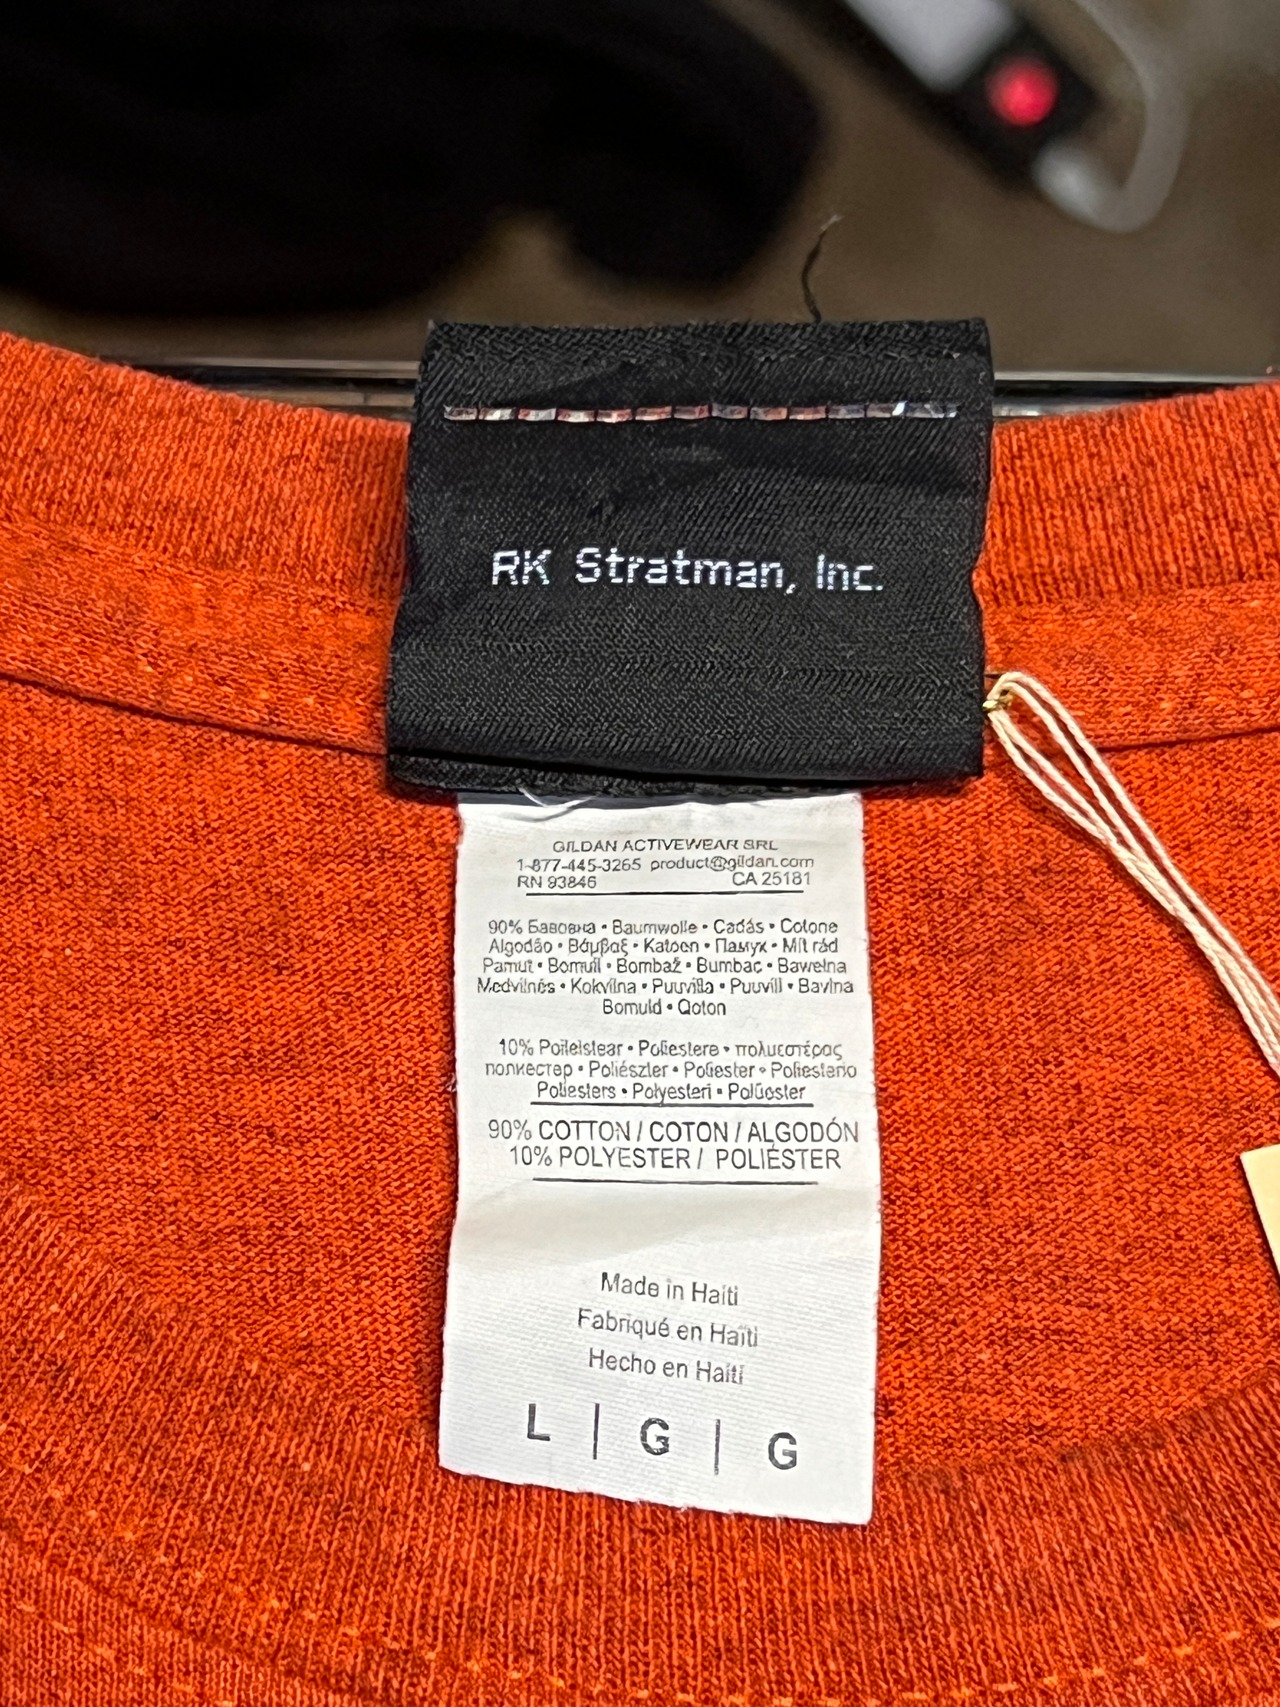 RK Stratman, Inc.
GILDAN ACTIVEWEAR SRL
1-877-445-3265 product@gildan.com
RN 93846 CA 25181
90% Бавовна • Baumwolle • Cadás • Cotone
Algodão • Βάμβαξ • Katoen • Памук • Mít rád
Pamut • Bomull • Bombaž • Bumbac • Bawełna
Medvilnės • Kokvilna • Puuvilla • Puuvill • Bavlna
Bomuld • Qoton
10% Poileistear • Poliestere • πολυεστέρας
полиестер • Poliészter • Poliester • Poliesterio
Poliesters • Polyesteri • Poliester
90% COTTON / COTON / ALGODÓN
10% POLYESTER / POLIÉSTER
Made in Haiti
Fabriqué en Haïti
Hecho en Haití
L | G | G